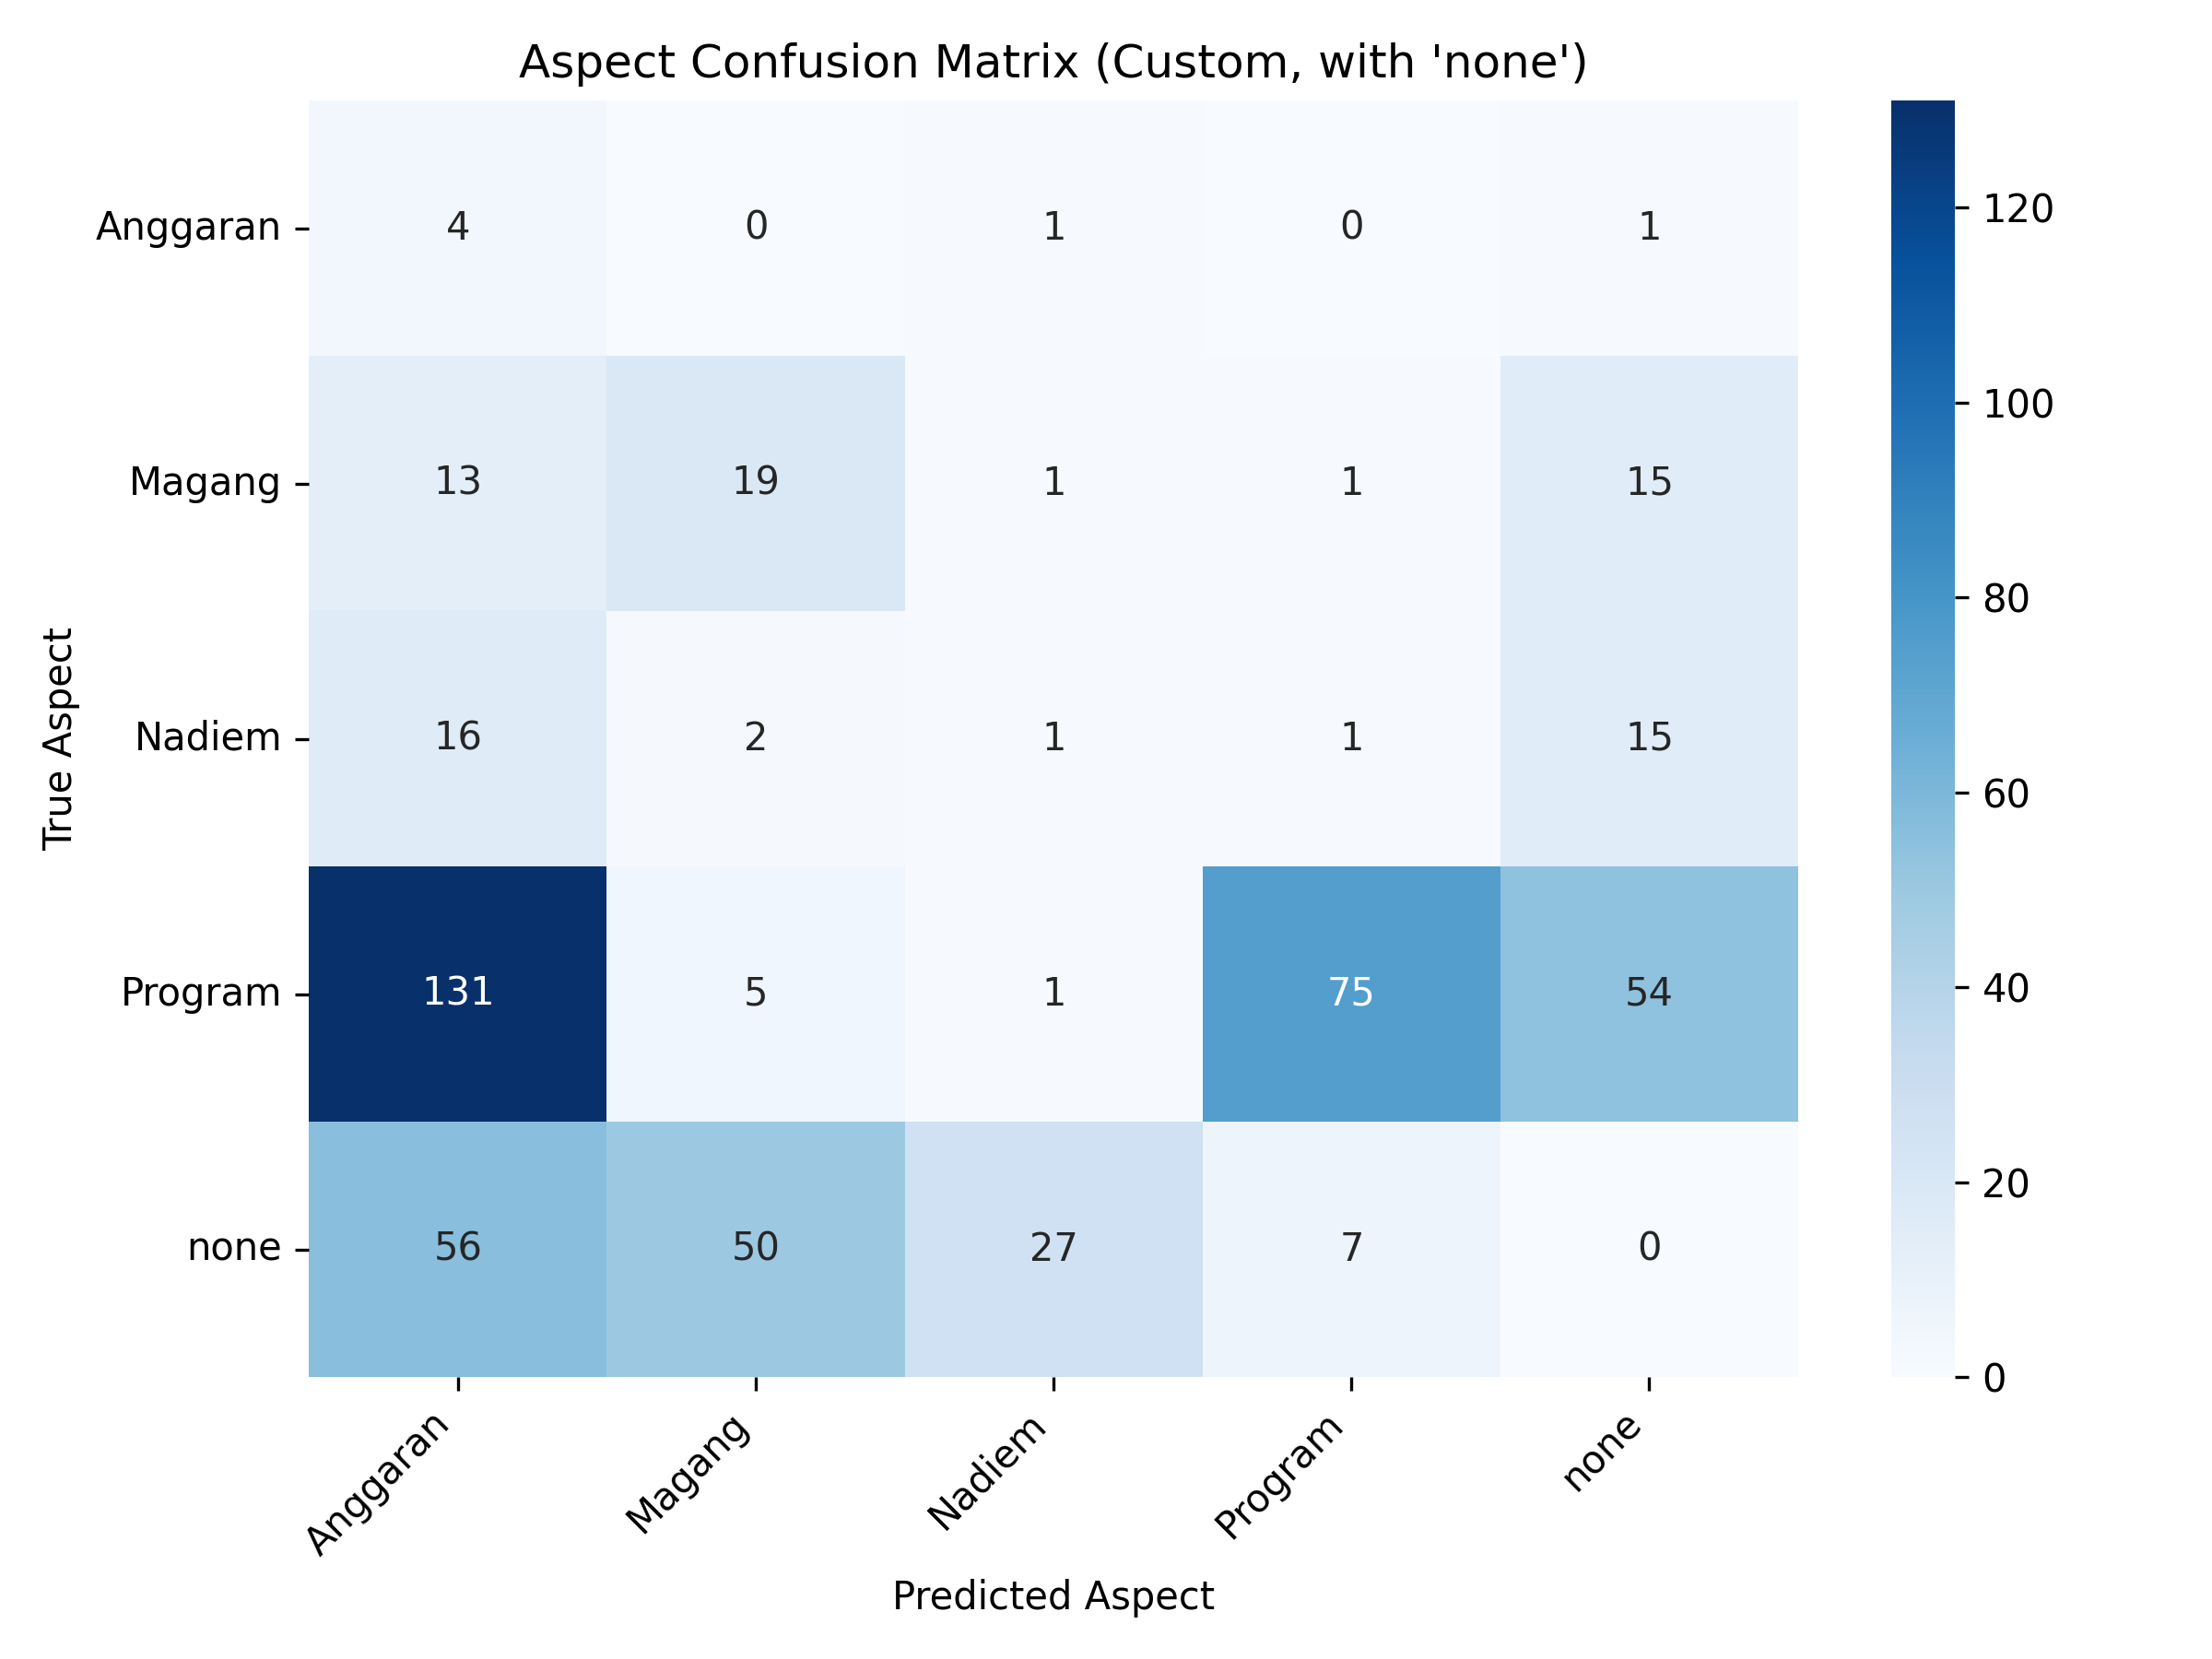 Aspect Confusion Matrix (Custom, with 'none')
True Aspect
Anggaran 4 0 1 0 1
Magang 13 19 1 1 15
Nadiem 16 2 1 1 15
Program 131 5 1 75 54
none 56 50 27 7 0
Anggaran Magang Nadiem Program none
Predicted Aspect
120
100
80
60
40
20
0